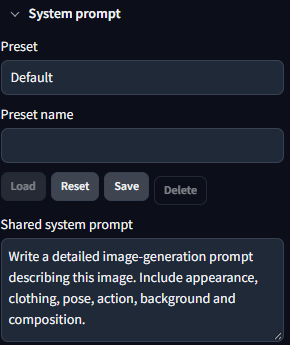 System prompt
Preset
Default
Preset name
Load Reset Save Delete
Shared system prompt
Write a detailed image-generation prompt
describing this image. Include appearance,
clothing, pose, action, background and
composition.